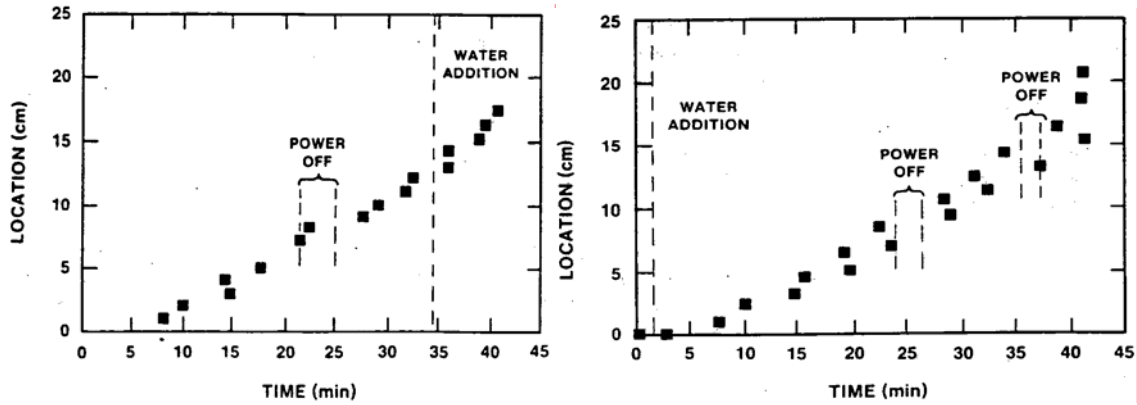 25
20
15
10
5
0
LOCATION (cm)
POWER
OFF
WATER
ADDITION
0 5 10 15 20 25 30 35 40 45
TIME (min)
25
20
15
10
5
0
LOCATION (cm)
WATER
ADDITION
POWER
OFF
POWER
OFF
0 5 10 15 20 25 30 35 40 45
TIME (min)